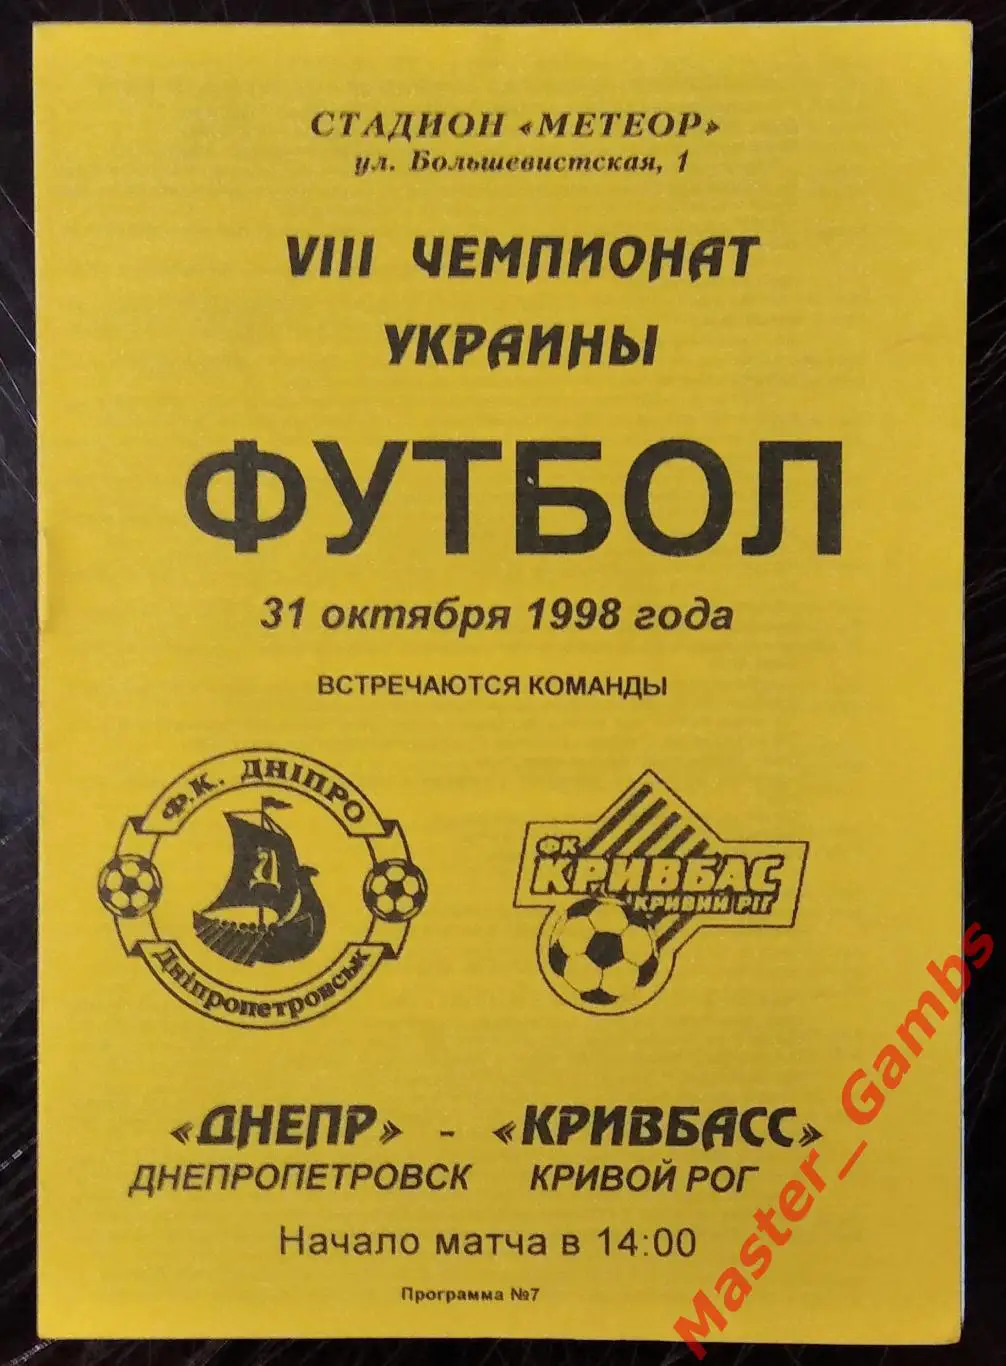 СТАДИОН «МЕТЕОР»
ул. Большевистская, 1
VIII ЧЕМПИОНАТ
УКРАИНЫ
ФУТБОЛ
31 октября 1998 года
ВСТРЕЧАЮТСЯ КОМАНДЫ
Ф.К. ДНІПРО
Д
Дніпропетровськ
ФК
КРИВБАС
КРИВИЙ РІГ
«ДНЕПР» - «КРИВБАСС»
ДНЕПРОПЕТРОВСК КРИВОЙ РОГ
Начало матча в 14:00
Программа №7
Master_Gambs